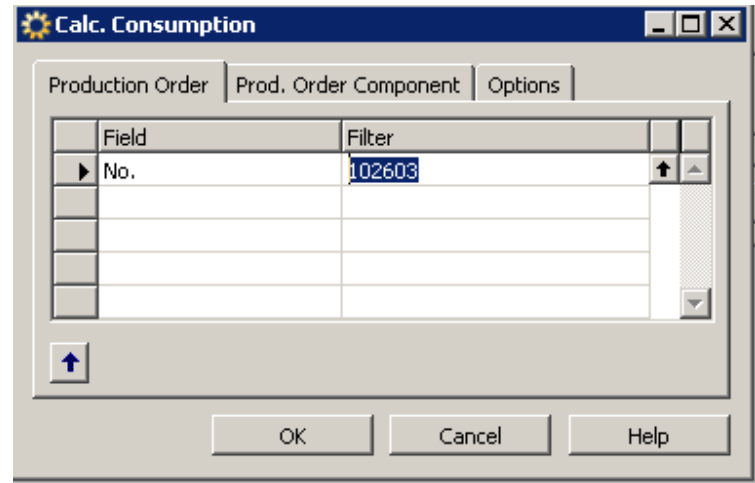 Calc. Consumption
Production Order Prod. Order Component Options
Field Filter
No. 102603
OK Cancel Help